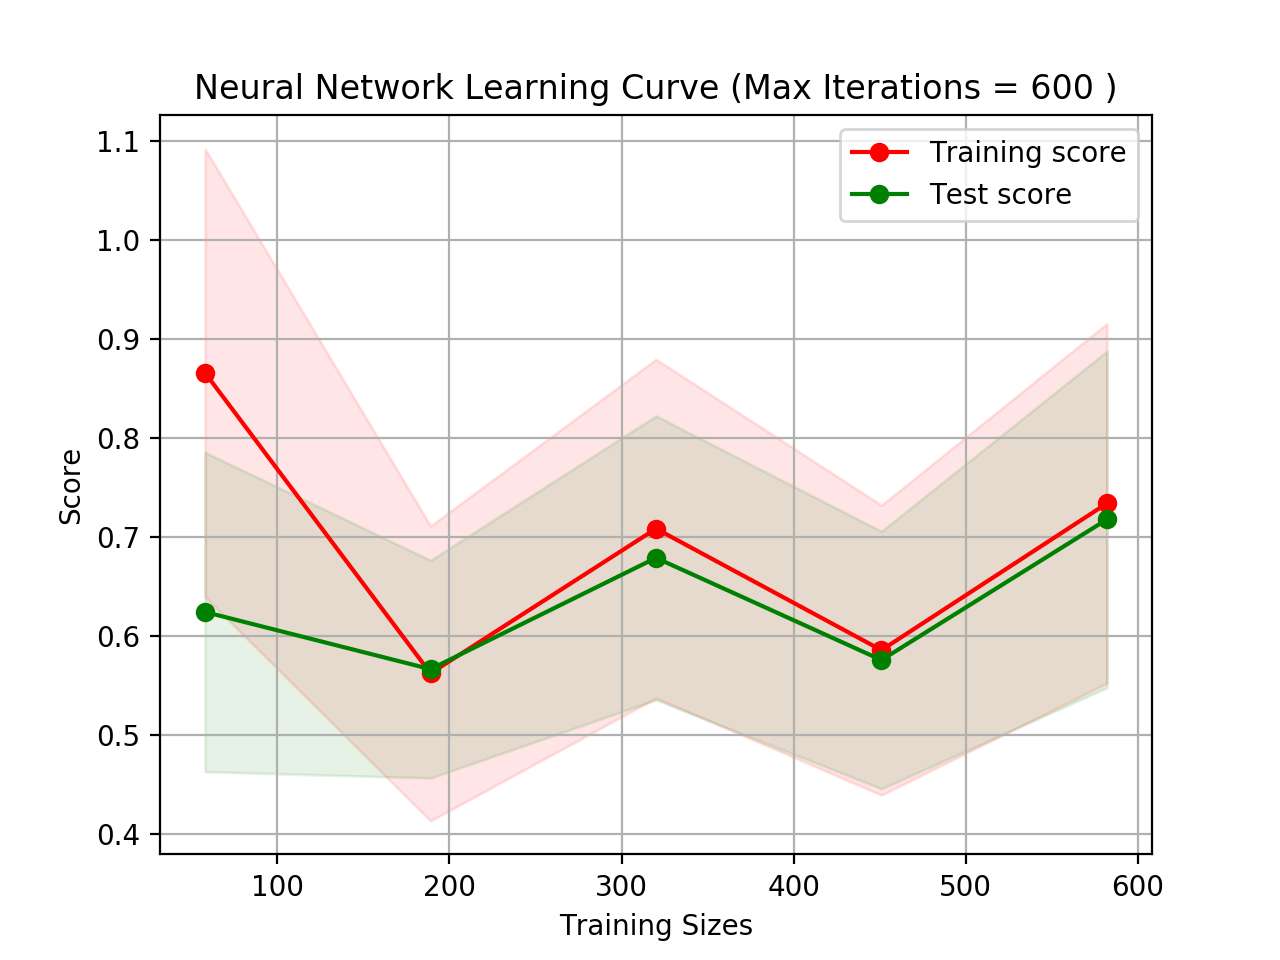 Neural Network Learning Curve (Max Iterations = 600 )
Training score
Test score
1.1
1.0
0.9
0.8
0.7
0.6
0.5
0.4
Score
100 200 300 400 500 600
Training Sizes